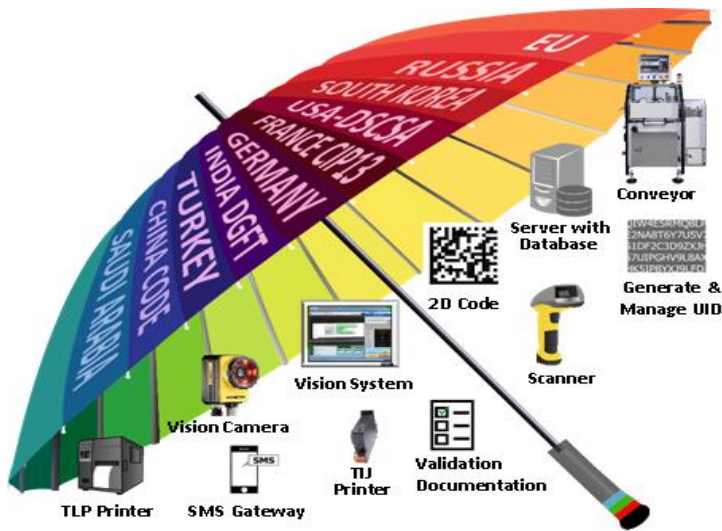 EU
RUSSIA
SOUTH KOREA
USA-DSCSA
FRANCE CIP13
GERMANY
INDIA DGFT
TURKEY
CHINA CODE
SAUDI ARABIA
Conveyor
Server with
Database
2D Code
Generate &
Manage UID
Scanner
Vision System
Vision Camera
TIJ
Printer
Validation
Documentation
SMS
TLP Printer
SMS Gateway